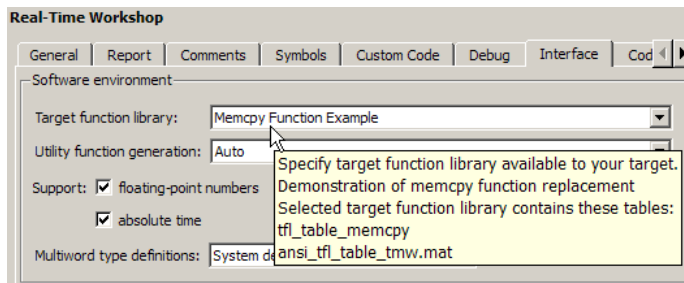 Real-Time Workshop
General Report Comments Symbols Custom Code Debug Interface Cod
Software environment
Target function library: Memcpy Function Example
Utility function generation: Auto
Specify target function library available to your target.
Support: floating-point numbers
Demonstration of memcpy function replacement
Selected target function library contains these tables:
absolute time
tfl_table_memcpy
Multiword type definitions: System de
ansi_tfl_table_tmw.mat